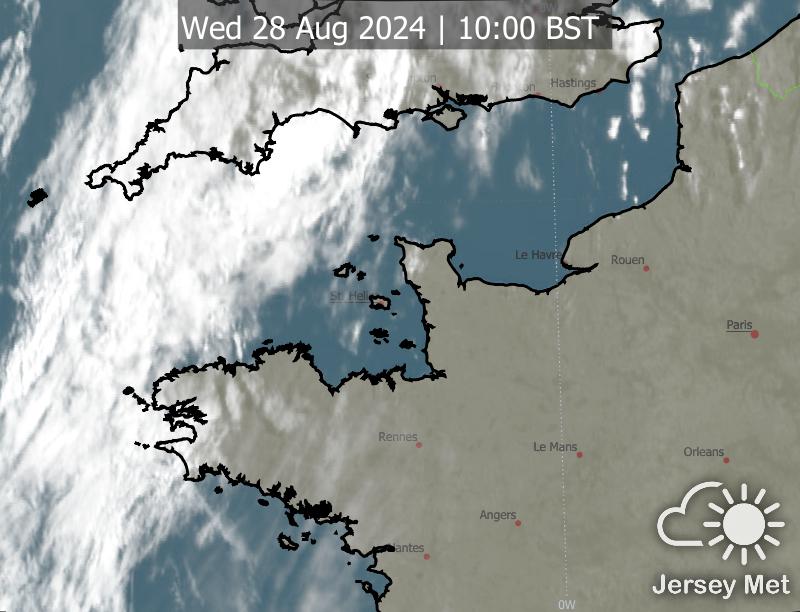 Wed 28 Aug 2024 | 10:00 BST
Hastings
Le Havre
Rouen
St. Helier
Paris
Rennes
Le Mans
Orleans
Angers
Nantes
Jersey Met
0W